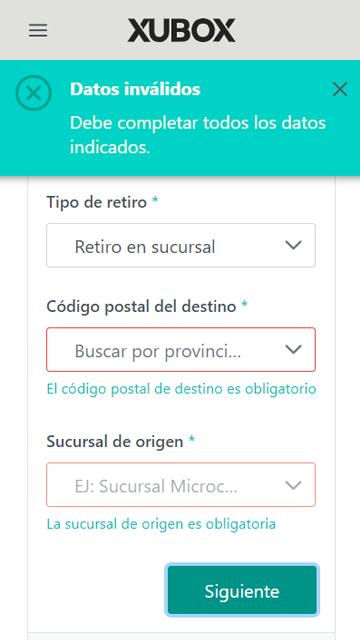 XUBOX
Datos inválidos
Debe completar todos los datos
indicados.
Tipo de retiro *
Retiro en sucursal
Código postal del destino *
Buscar por provinci...
El código postal de destino es obligatorio
Sucursal de origen *
EJ: Sucursal Microc...
La sucursal de origen es obligatoria
Siguiente